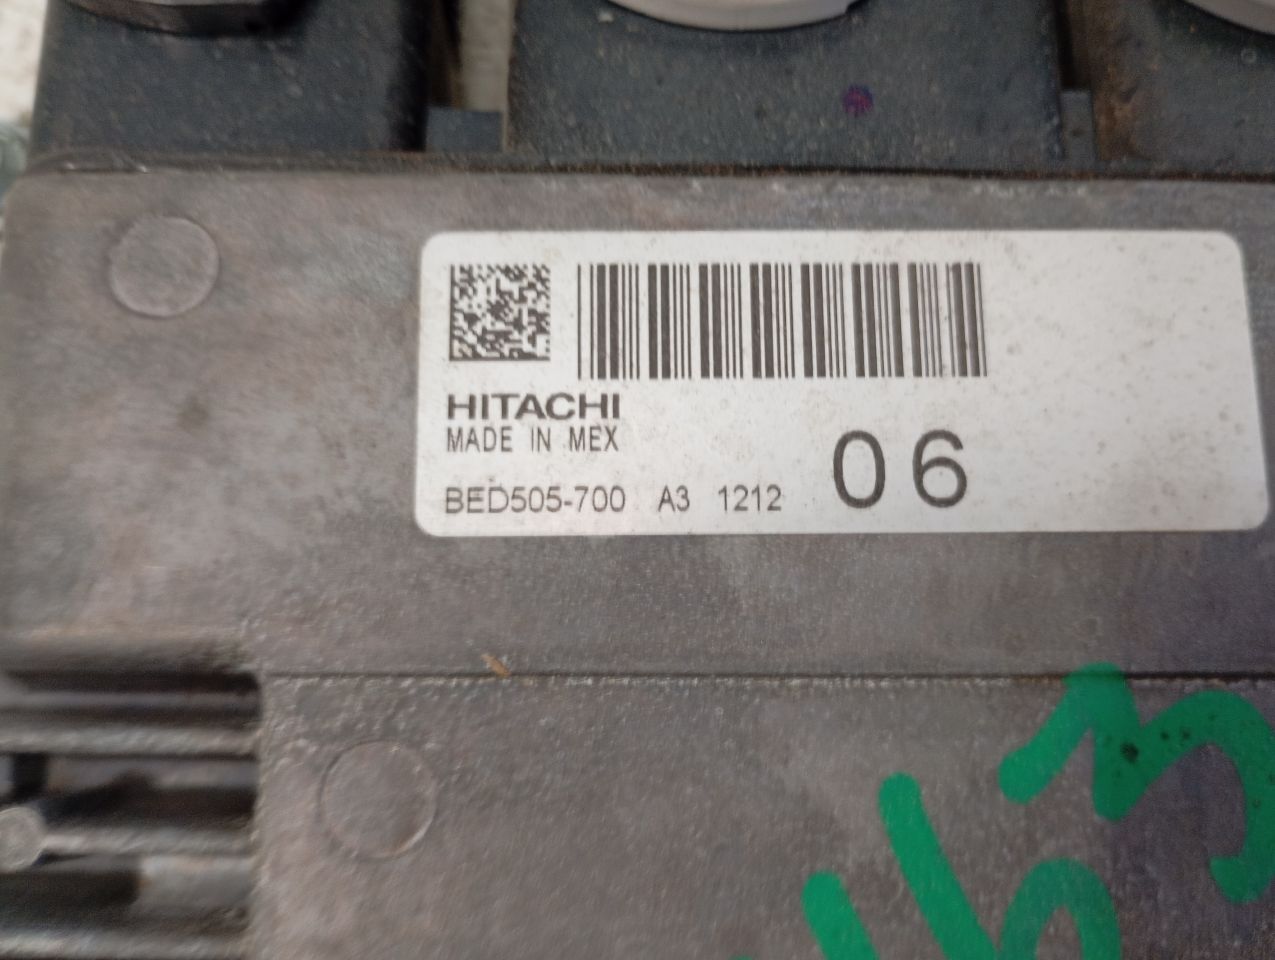 HITACHI
MADE IN MEX
BED505-700 A3 1212 06